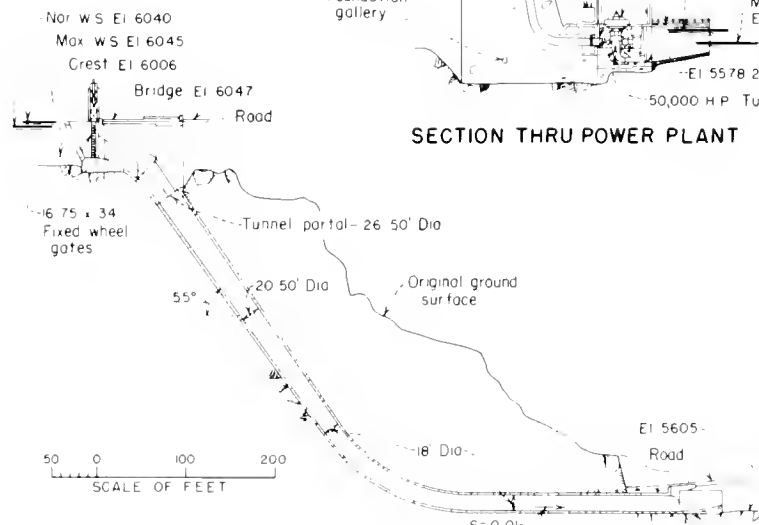 Nor WS El 6040
Max WS El 6045
Crest El 6006
Bridge El 6047
Road
gallery
El 5578 2
50,000 H P Tu
SECTION THRU POWER PLANT
16 75 x 34
Fixed wheel
gates
Tunnel portal - 26 50' Dia
20 50' Dia
55°
Original ground
surface
18' Dia
El 5605
Road
50 0 100 200
SCALE OF FEET